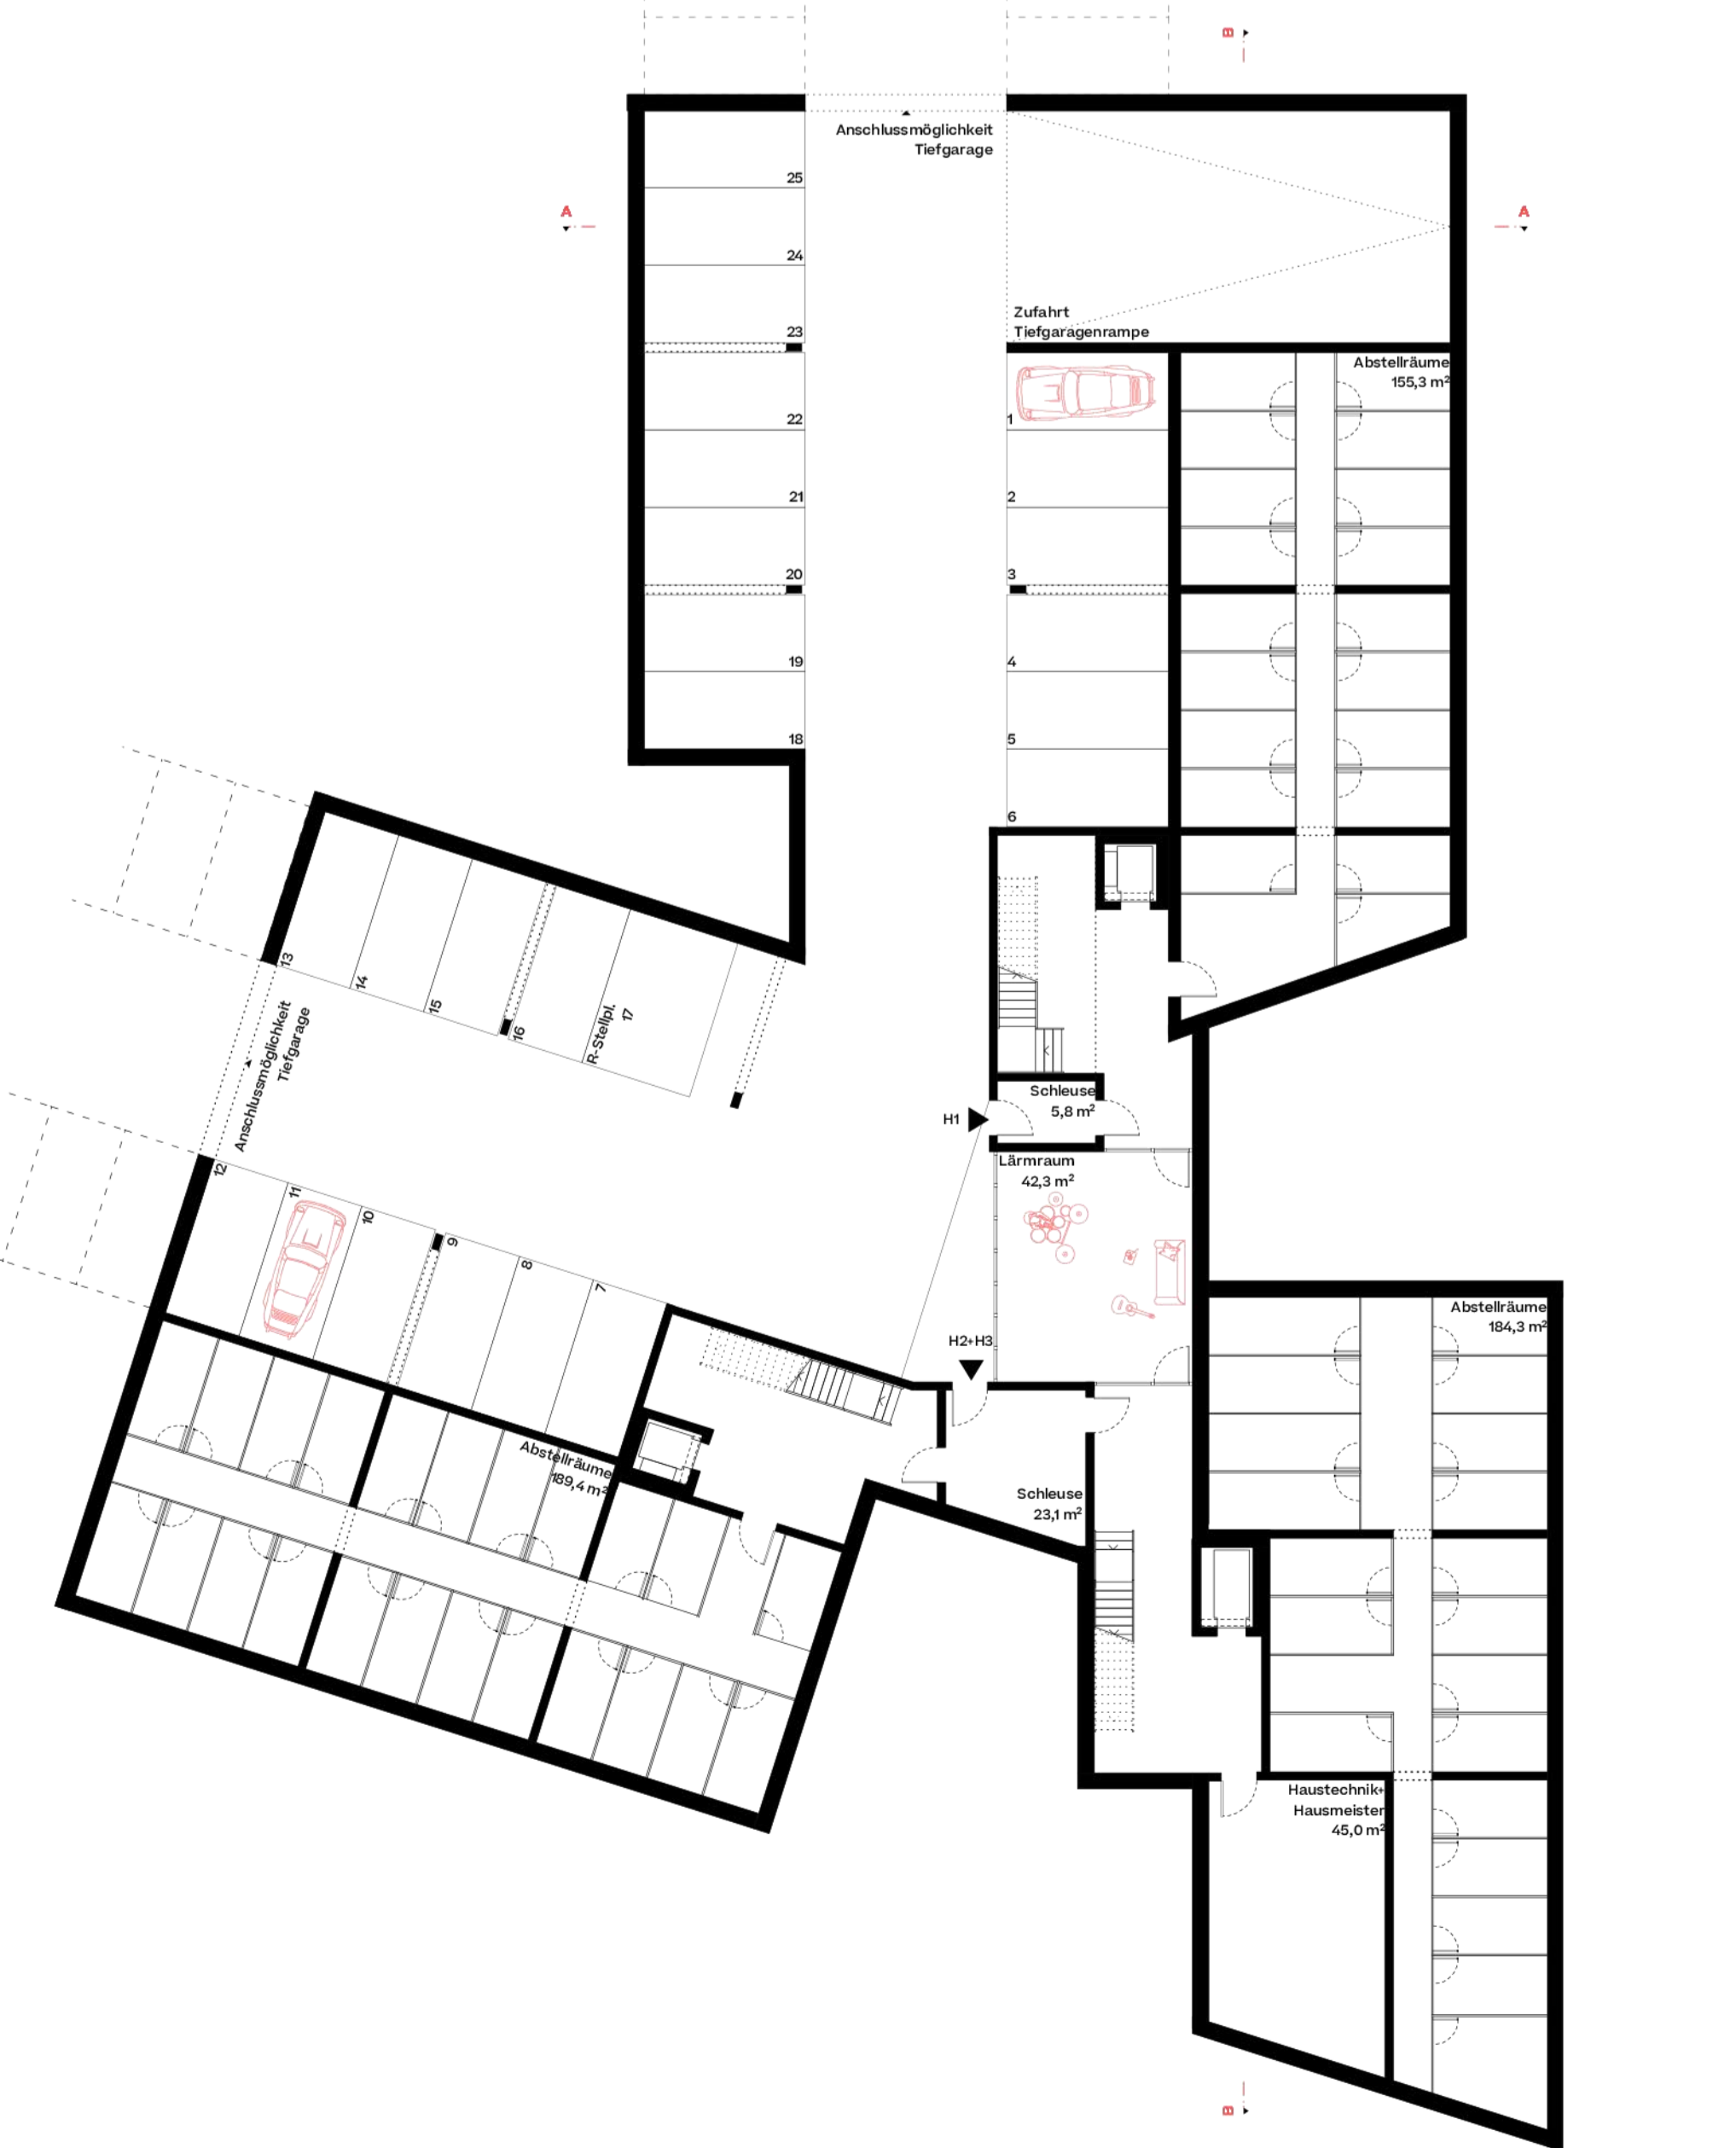 B
Anschlussmöglichkeit
Tiefgarage
25
A
A
24
Zufahrt
Tiefgaragenrampe
23
Abstellräume
155,3 m²
22
1
21
2
20
3
19
4
18
5
6
13
14
15
16
R-Stellpl.
17
Anschlussmöglichkeit
Tiefgarage
Schleuse
5,8 m²
H1
Lärmraum
42,3 m²
12
11
10
9
8
7
H2+H3
Abstellräume
184,3 m²
Abstellräume
189,4 m²
Schleuse
23,1 m²
Haustechnik+
Hausmeister
45,0 m²
B